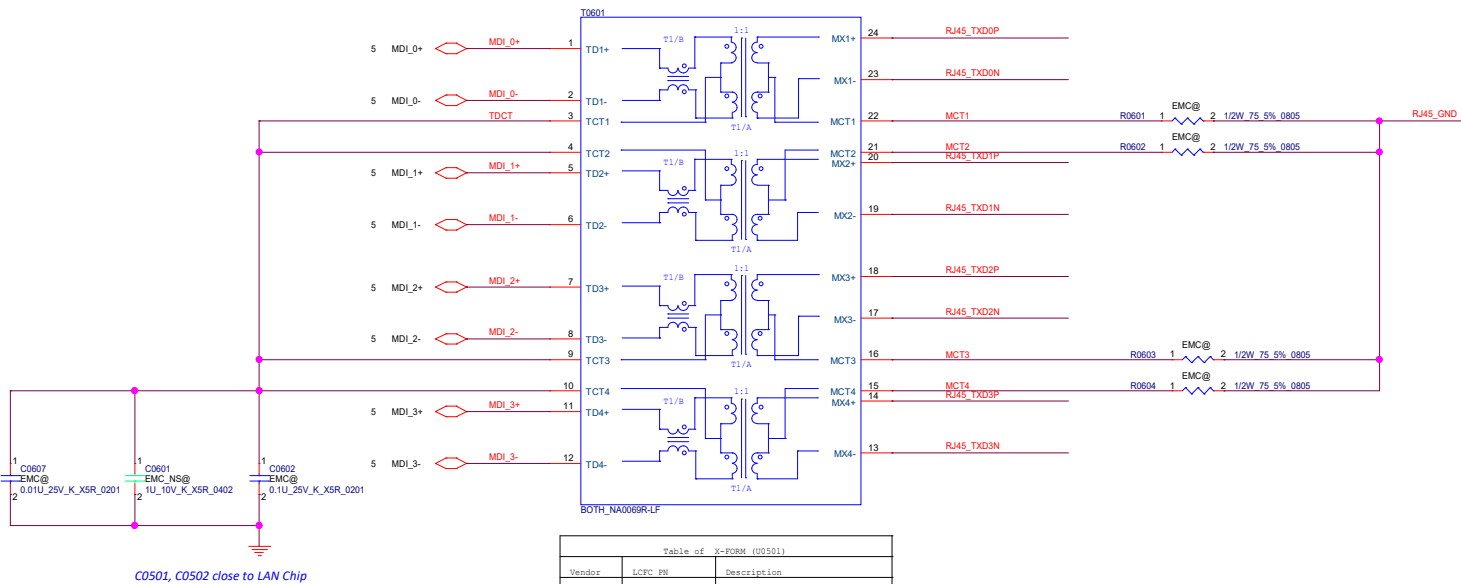 T0601
5 MDI_0+ MDI_0+ 1 TD1+ T1/B 1:1 MX1+ 24 RJ45_TXD0P
MX1- 23 RJ45_TXD0N
5 MDI_0- MDI_0- 2 TD1-
TDCT 3 TCT1 T1/A MCT1 22 MCT1 R0601 1 EMC@ 2 1/2W_75_5%_0805 RJ45_GND
4 TCT2 T1/B 1:1 MCT2 21 MCT2 R0602 1 EMC@ 2 1/2W_75_5%_0805
MX2+ 20 RJ45_TXD1P
5 MDI_1+ MDI_1+ 5 TD2+
MX2- 19 RJ45_TXD1N
5 MDI_1- MDI_1- 6 TD2-
T1/A
5 MDI_2+ MDI_2+ 7 TD3+ T1/B 1:1 MX3+ 18 RJ45_TXD2P
MX3- 17 RJ45_TXD2N
5 MDI_2- MDI_2- 8 TD3-
9 TCT3 T1/A MCT3 16 MCT3 R0603 1 EMC@ 2 1/2W_75_5%_0805
10 TCT4 T1/B 1:1 MCT4 15 MCT4 R0604 1 EMC@ 2 1/2W_75_5%_0805
MX4+ 14 RJ45_TXD3P
5 MDI_3+ MDI_3+ 11 TD4+
MX4- 13 RJ45_TXD3N
5 MDI_3- MDI_3- 12 TD4-
T1/A
1 C0607 EMC@ 0.01U_25V_K_X5R_0201 2
1 C0601 EMC_NS@ 1U_10V_K_X5R_0402 2
1 C0602 EMC@ 0.1U_25V_K_X5R_0201 2
BOTH_NA0069R-LF
C0501, C0502 close to LAN Chip
Table of X-FORM (U0501)
Vendor LCFC PN Description